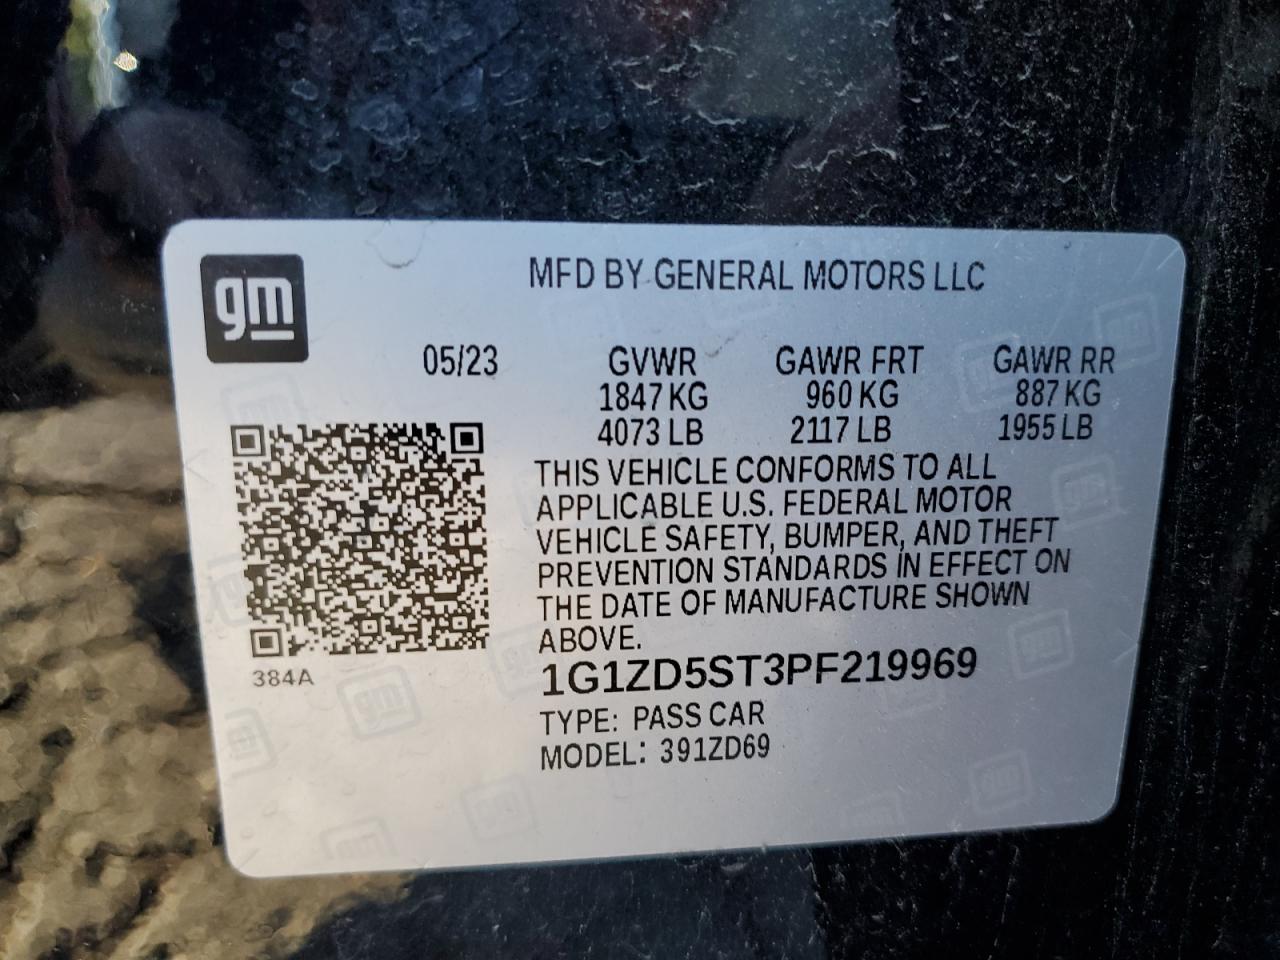 gm
MFD BY GENERAL MOTORS LLC
05/23 GVWR GAWR FRT GAWR RR
1847 KG 960 KG 887 KG
4073 LB 2117 LB 1955 LB
THIS VEHICLE CONFORMS TO ALL
APPLICABLE U.S. FEDERAL MOTOR
VEHICLE SAFETY, BUMPER, AND THEFT
PREVENTION STANDARDS IN EFFECT ON
THE DATE OF MANUFACTURE SHOWN
ABOVE.
384A
1G1ZD5ST3PF219969
TYPE: PASS CAR
MODEL: 391ZD69